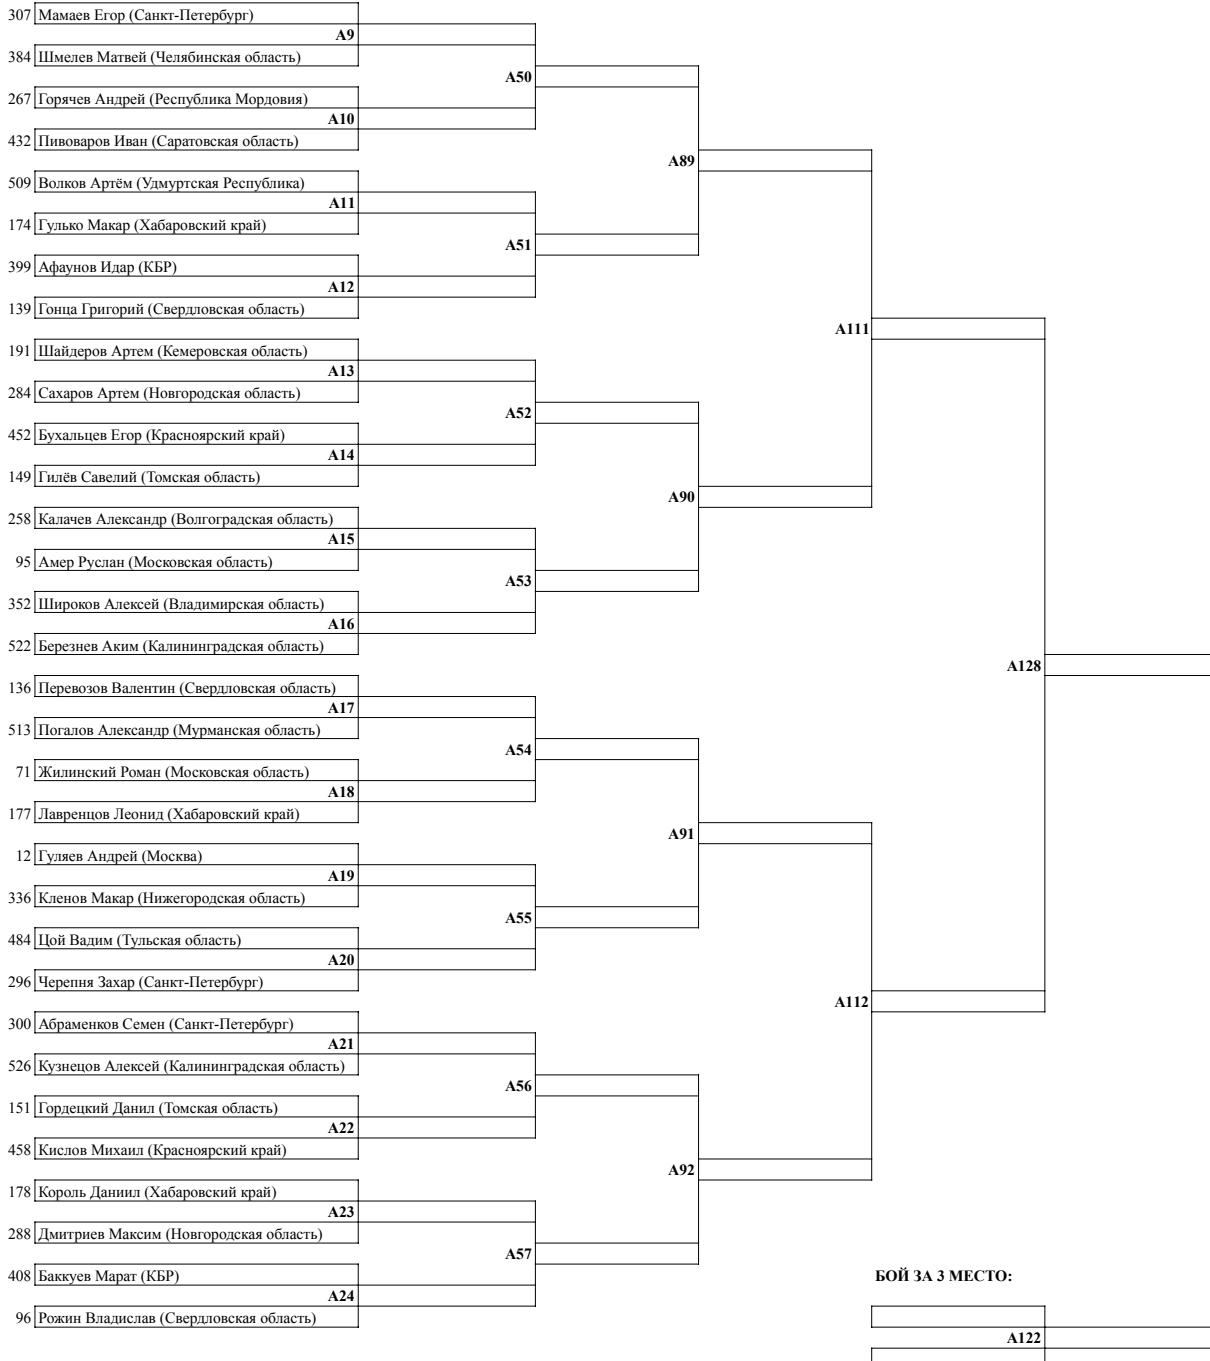 307 Мамаев Егор (Санкт-Петербург)
A9
384 Шмелев Матвей (Челябинская область)
A50
267 Горячев Андрей (Республика Мордовия)
A10
432 Пивоваров Иван (Саратовская область)
A89
509 Волков Артём (Удмуртская Республика)
A11
174 Гулько Макар (Хабаровский край)
A51
399 Афаунов Идар (КБР)
A12
139 Гонца Григорий (Свердловская область)
A111
191 Шайдеров Артем (Кемеровская область)
A13
284 Сахаров Артем (Новгородская область)
A52
452 Бухальцев Егор (Красноярский край)
A14
149 Гилёв Савелий (Томская область)
A90
258 Калачев Александр (Волгоградская область)
A15
95 Амер Руслан (Московская область)
A53
352 Широков Алексей (Владимирская область)
A16
522 Березнев Аким (Калининградская область)
A128
136 Перевозов Валентин (Свердловская область)
A17
513 Погалов Александр (Мурманская область)
A54
71 Жилинский Роман (Московская область)
A18
177 Лавренцов Леонид (Хабаровский край)
A91
12 Гуляев Андрей (Москва)
A19
336 Кленов Макар (Нижегородская область)
A55
484 Цой Вадим (Тульская область)
A20
296 Черепня Захар (Санкт-Петербург)
A112
300 Абраменков Семен (Санкт-Петербург)
A21
526 Кузнецов Алексей (Калининградская область)
A56
151 Гордецкий Данил (Томская область)
A22
458 Кислов Михаил (Красноярский край)
A92
178 Король Даниил (Хабаровский край)
A23
288 Дмитриев Максим (Новгородская область)
A57
408 Баккуев Марат (КБР)
БОЙ ЗА 3 МЕСТО:
A24
96 Рожин Владислав (Свердловская область)
A122